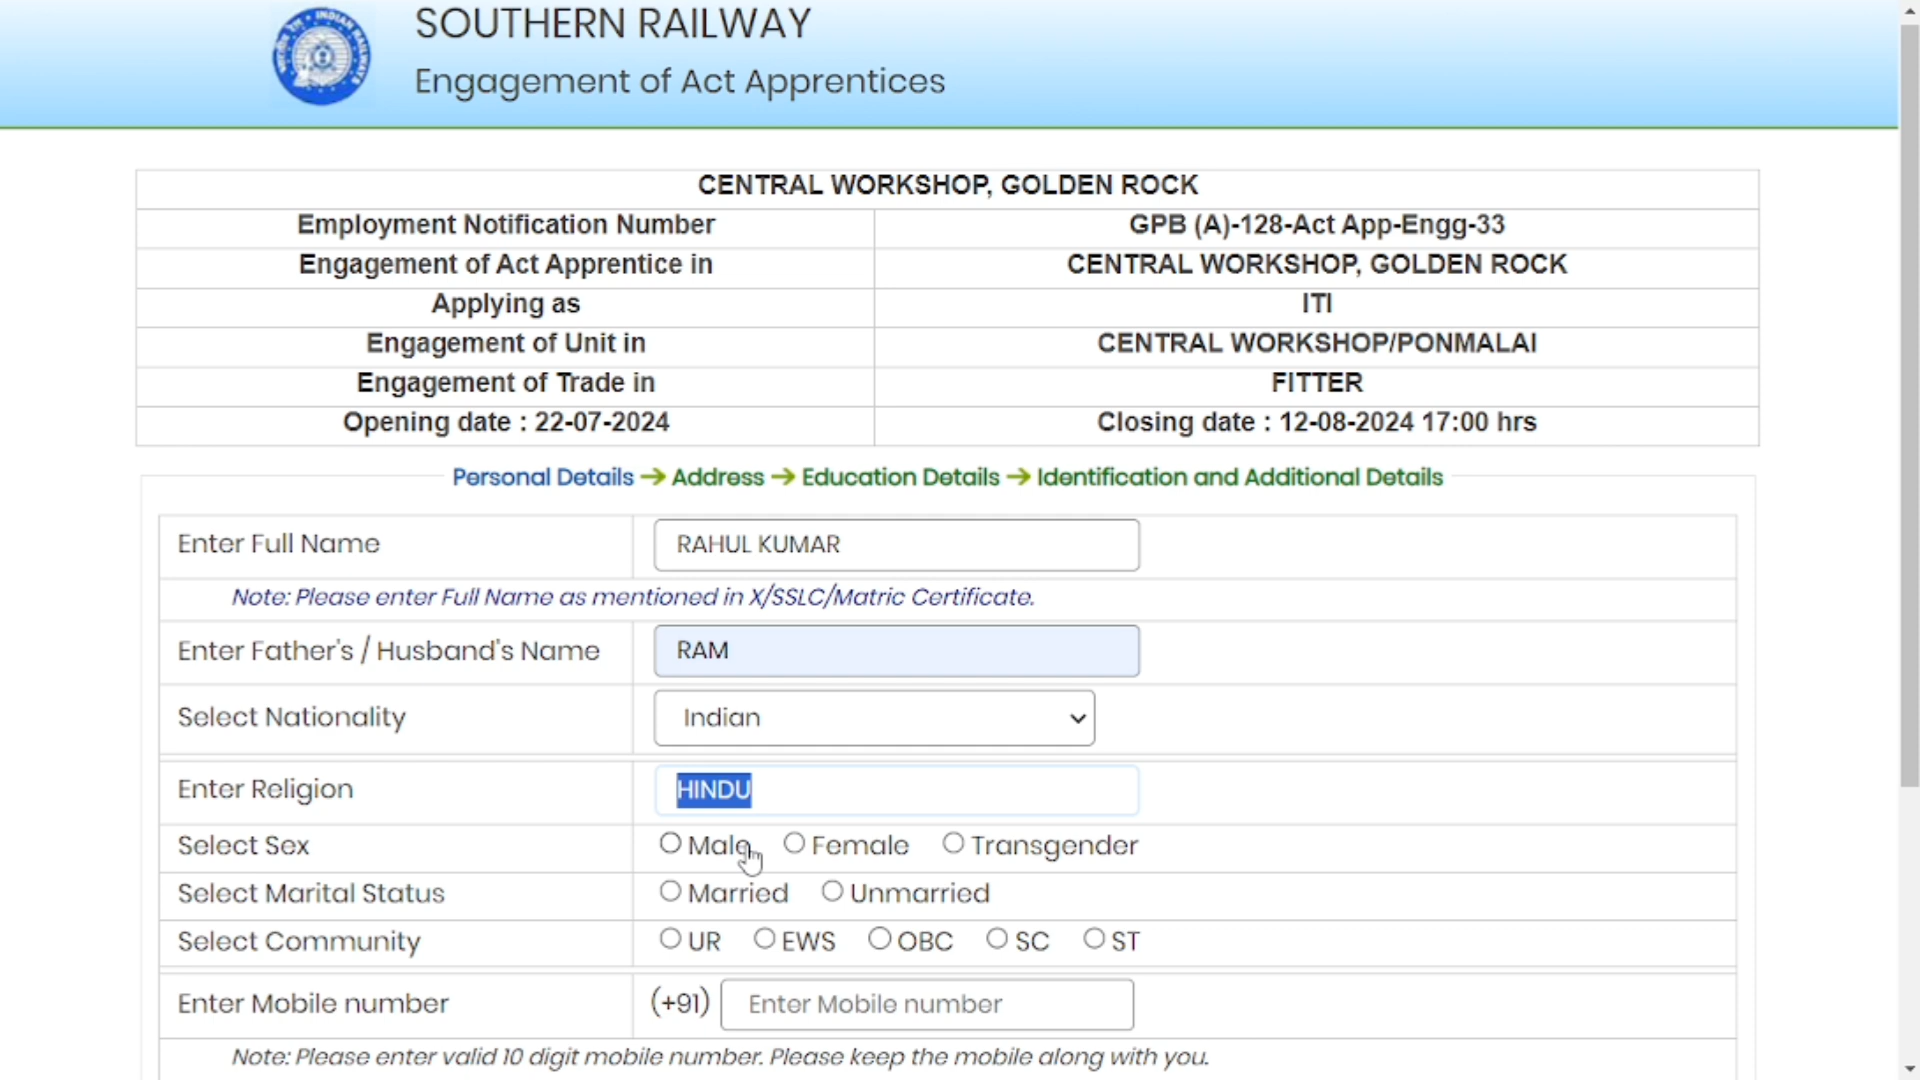 SOUTHERN RAILWAY
Engagement of Act Apprentices
CENTRAL WORKSHOP, GOLDEN ROCK
Employment Notification Number GPB (A)-128-Act App-Engg-33
Engagement of Act Apprentice in CENTRAL WORKSHOP, GOLDEN ROCK
Applying as ITI
Engagement of Unit in CENTRAL WORKSHOP/PONMALAI
Engagement of Trade in FITTER
Opening date : 22-07-2024 Closing date : 12-08-2024 17:00 hrs
Personal Details → Address → Education Details → Identification and Additional Details
Enter Full Name RAHUL KUMAR
Note: Please enter Full Name as mentioned in X/SSLC/Matric Certificate.
Enter Father's / Husband's Name RAM
Select Nationality Indian
Enter Religion HINDU
Select Sex Male Female Transgender
Select Marital Status Married Unmarried
Select Community UR EWS OBC SC ST
Enter Mobile number (+91) Enter Mobile number
Note: Please enter valid 10 digit mobile number. Please keep the mobile along with you.